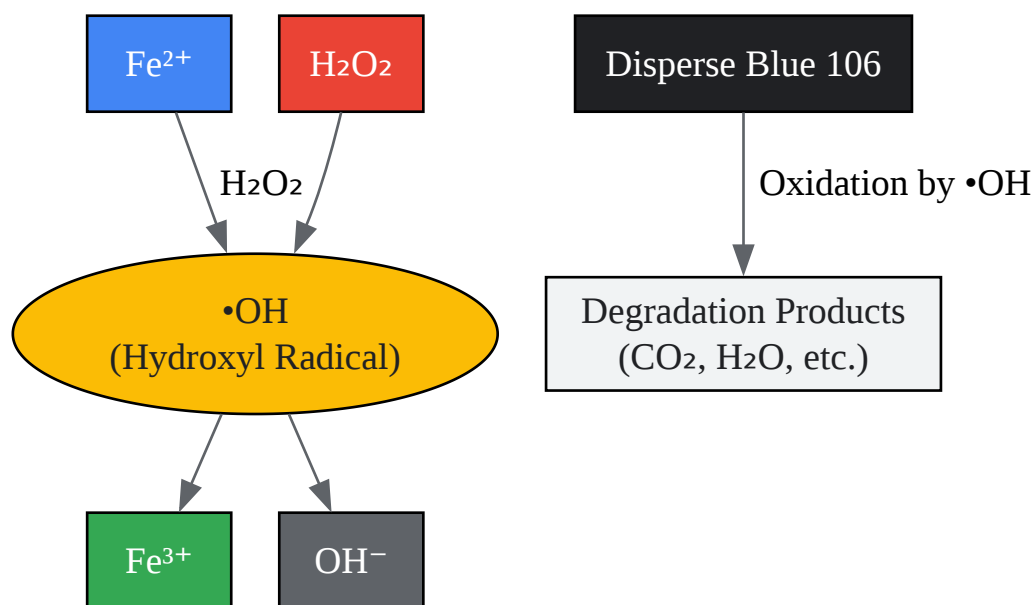 Fe²⁺
H₂O₂
Disperse Blue 106
H₂O₂
Oxidation by •OH
•OH
(Hydroxyl Radical)
Degradation Products
(CO₂, H₂O, etc.)
Fe³⁺
OH⁻